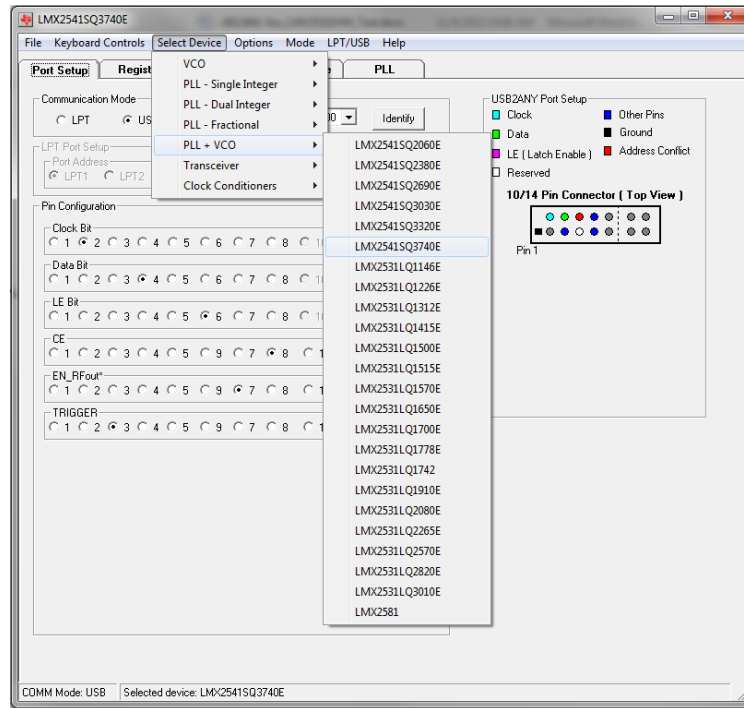 LMX2541SQ3740E
File Keyboard Controls Select Device Options Mode LPT/USB Help
Port Setup Regist PLL
VCO
PLL - Single Integer
PLL - Dual Integer
PLL - Fractional
PLL + VCO
Transceiver
Clock Conditioners
Communication Mode
LPT US Identify
LPT Port Setup
Port Address
LPT1 LPT2
Pin Configuration
Clock Bit
1 2 3 4 5 6 7 8
Data Bit
1 2 3 4 5 6 7 8
LE Bit
1 2 3 4 5 6 7 8
CE
1 2 3 4 5 9 7 8 1
EN_RFout*
1 2 3 4 5 9 7 8 1
TRIGGER
1 2 3 4 5 9 7 8 1
LMX2541SQ2060E
LMX2541SQ2380E
LMX2541SQ2690E
LMX2541SQ3030E
LMX2541SQ3320E
LMX2541SQ3740E
LMX2531LQ1146E
LMX2531LQ1226E
LMX2531LQ1312E
LMX2531LQ1415E
LMX2531LQ1500E
LMX2531LQ1515E
LMX2531LQ1570E
LMX2531LQ1650E
LMX2531LQ1700E
LMX2531LQ1778E
LMX2531LQ1742
LMX2531LQ1910E
LMX2531LQ2080E
LMX2531LQ2265E
LMX2531LQ2570E
LMX2531LQ2820E
LMX2531LQ3010E
LMX2581
USB2ANY Port Setup
Clock Other Pins
Data Ground
LE ( Latch Enable ) Address Conflict
Reserved
10/14 Pin Connector ( Top View )
Pin 1
COMM Mode: USB Selected device: LMX2541SQ3740E